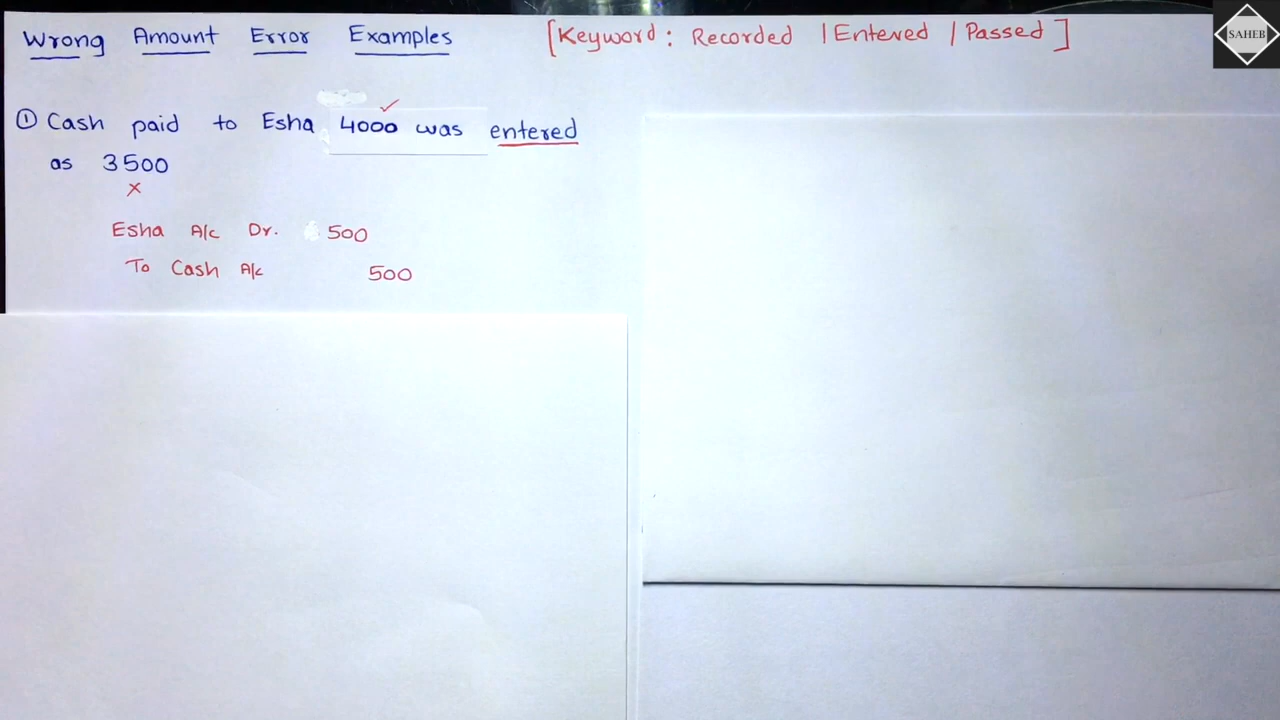 Wrong Amount Error Examples [Keyword: Recorded | Entered | Passed]
SAHEB
① Cash paid to Esha 4000 was entered
as 3500
Esha A/c Dr. 500
To Cash A/c 500